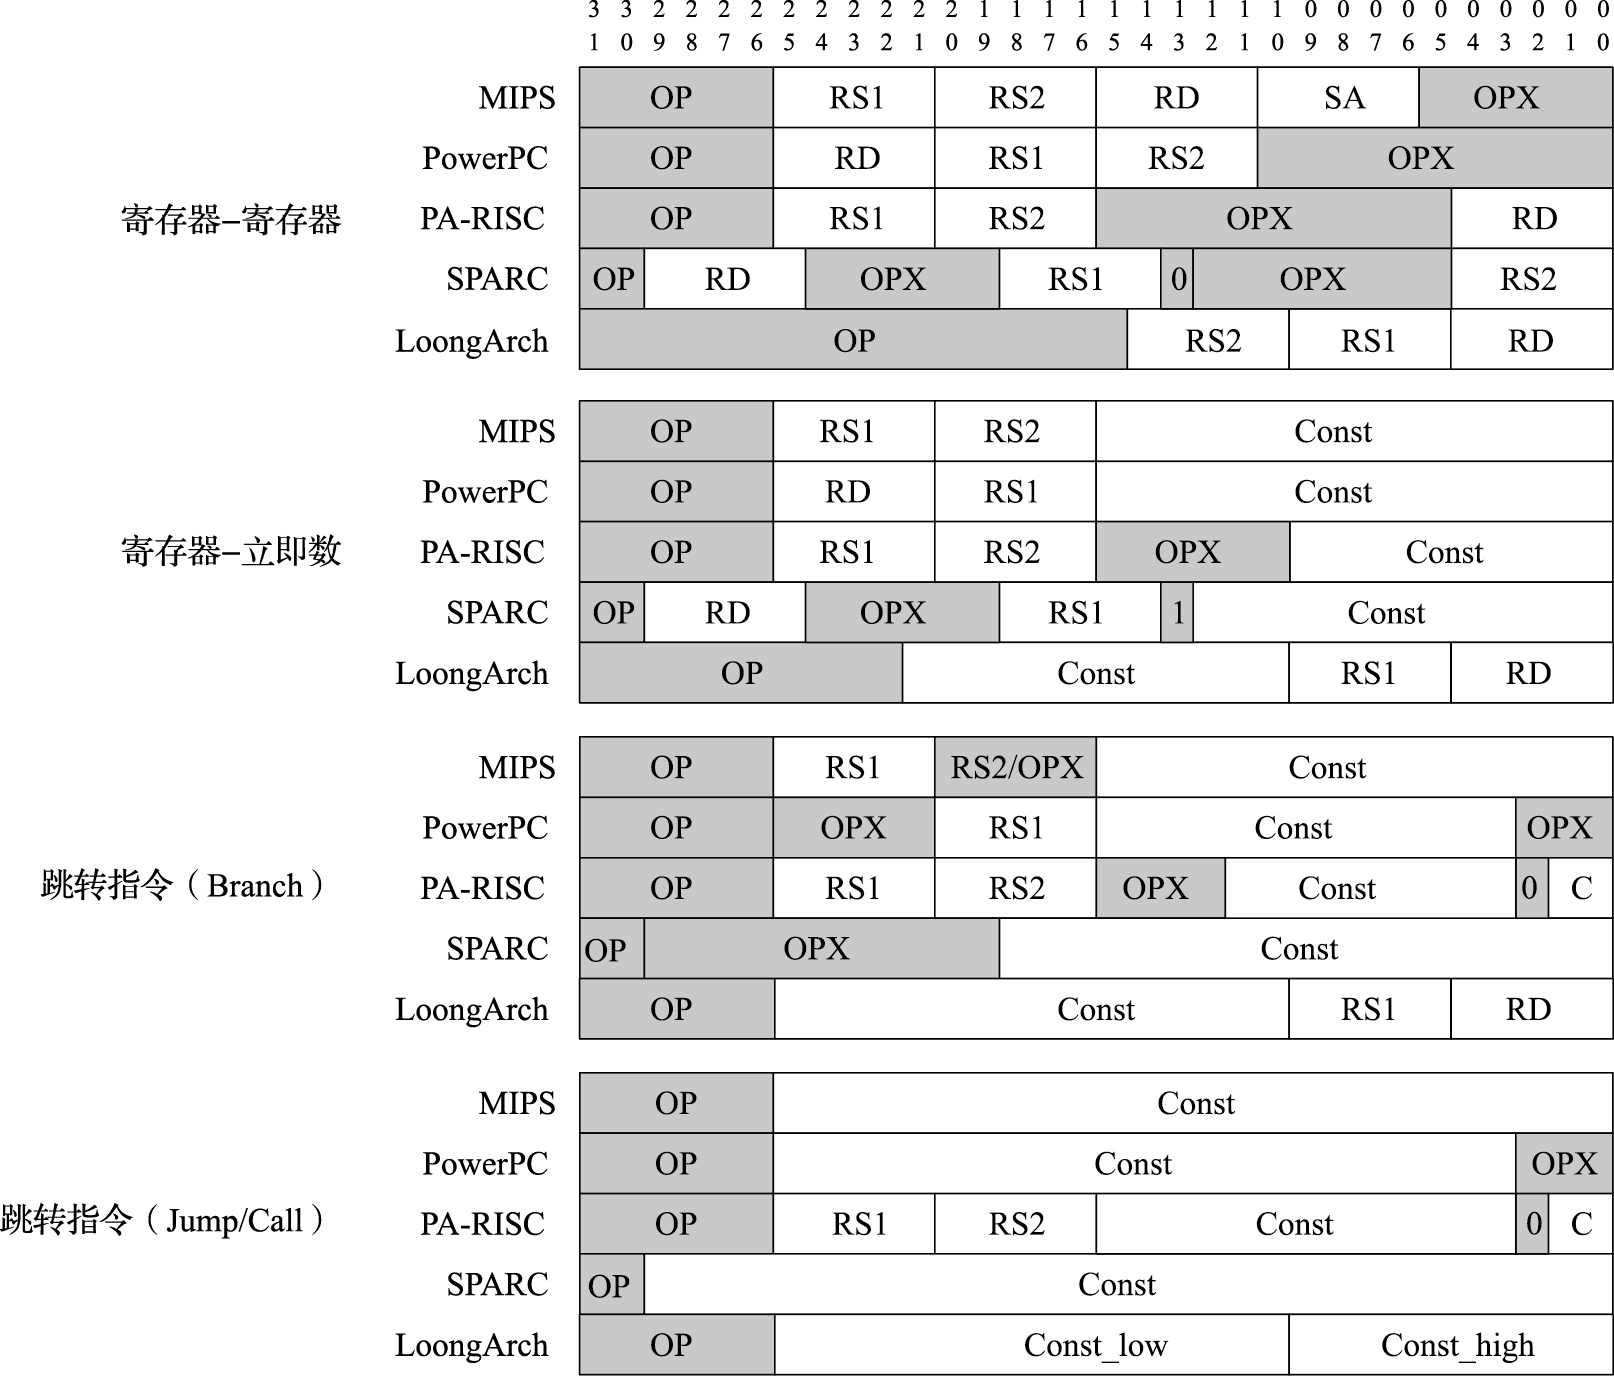 3 3 2 2 2 2 2 2 2 2 2 2 1 1 1 1 1 1 1 1 1 1 0 0 0 0 0 0 0 0 0 0
1 0 9 8 7 6 5 4 3 2 1 0 9 8 7 6 5 4 3 2 1 0 9 8 7 6 5 4 3 2 1 0
MIPS OP RS1 RS2 RD SA OPX
PowerPC OP RD RS1 RS2 OPX
寄存器–寄存器 PA-RISC OP RS1 RS2 OPX RD
SPARC OP RD OPX RS1 0 OPX RS2
LoongArch OP RS2 RS1 RD
MIPS OP RS1 RS2 Const
PowerPC OP RD RS1 Const
寄存器–立即数 PA-RISC OP RS1 RS2 OPX Const
SPARC OP RD OPX RS1 1 Const
LoongArch OP Const RS1 RD
MIPS OP RS1 RS2/OPX Const
PowerPC OP OPX RS1 Const OPX
跳转指令（Branch） PA-RISC OP RS1 RS2 OPX Const 0 C
SPARC OP OPX Const
LoongArch OP Const RS1 RD
MIPS OP Const
PowerPC OP Const OPX
跳转指令（Jump/Call） PA-RISC OP RS1 RS2 Const 0 C
SPARC OP Const
LoongArch OP Const_low Const_high